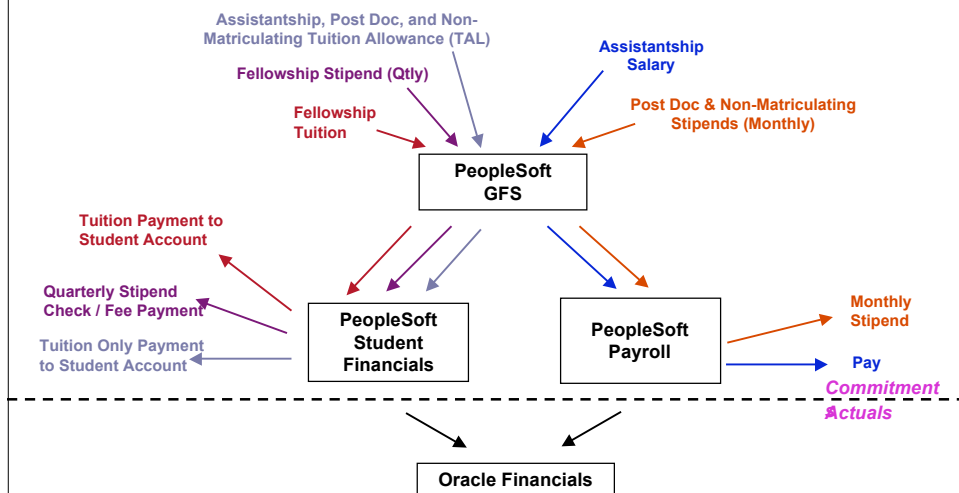 Assistantship, Post Doc, and Non-
Matriculating Tuition Allowance (TAL)
Assistantship
Salary
Fellowship Stipend (Qtly)
Fellowship
Tuition
Post Doc & Non-Matriculating
Stipends (Monthly)
PeopleSoft
GFS
Tuition Payment to
Student Account
Quarterly Stipend
Check / Fee Payment
Tuition Only Payment
to Student Account
PeopleSoft
Student
Financials
PeopleSoft
Payroll
Monthly
Stipend
Pay
Commitment
s
Actuals
Oracle Financials